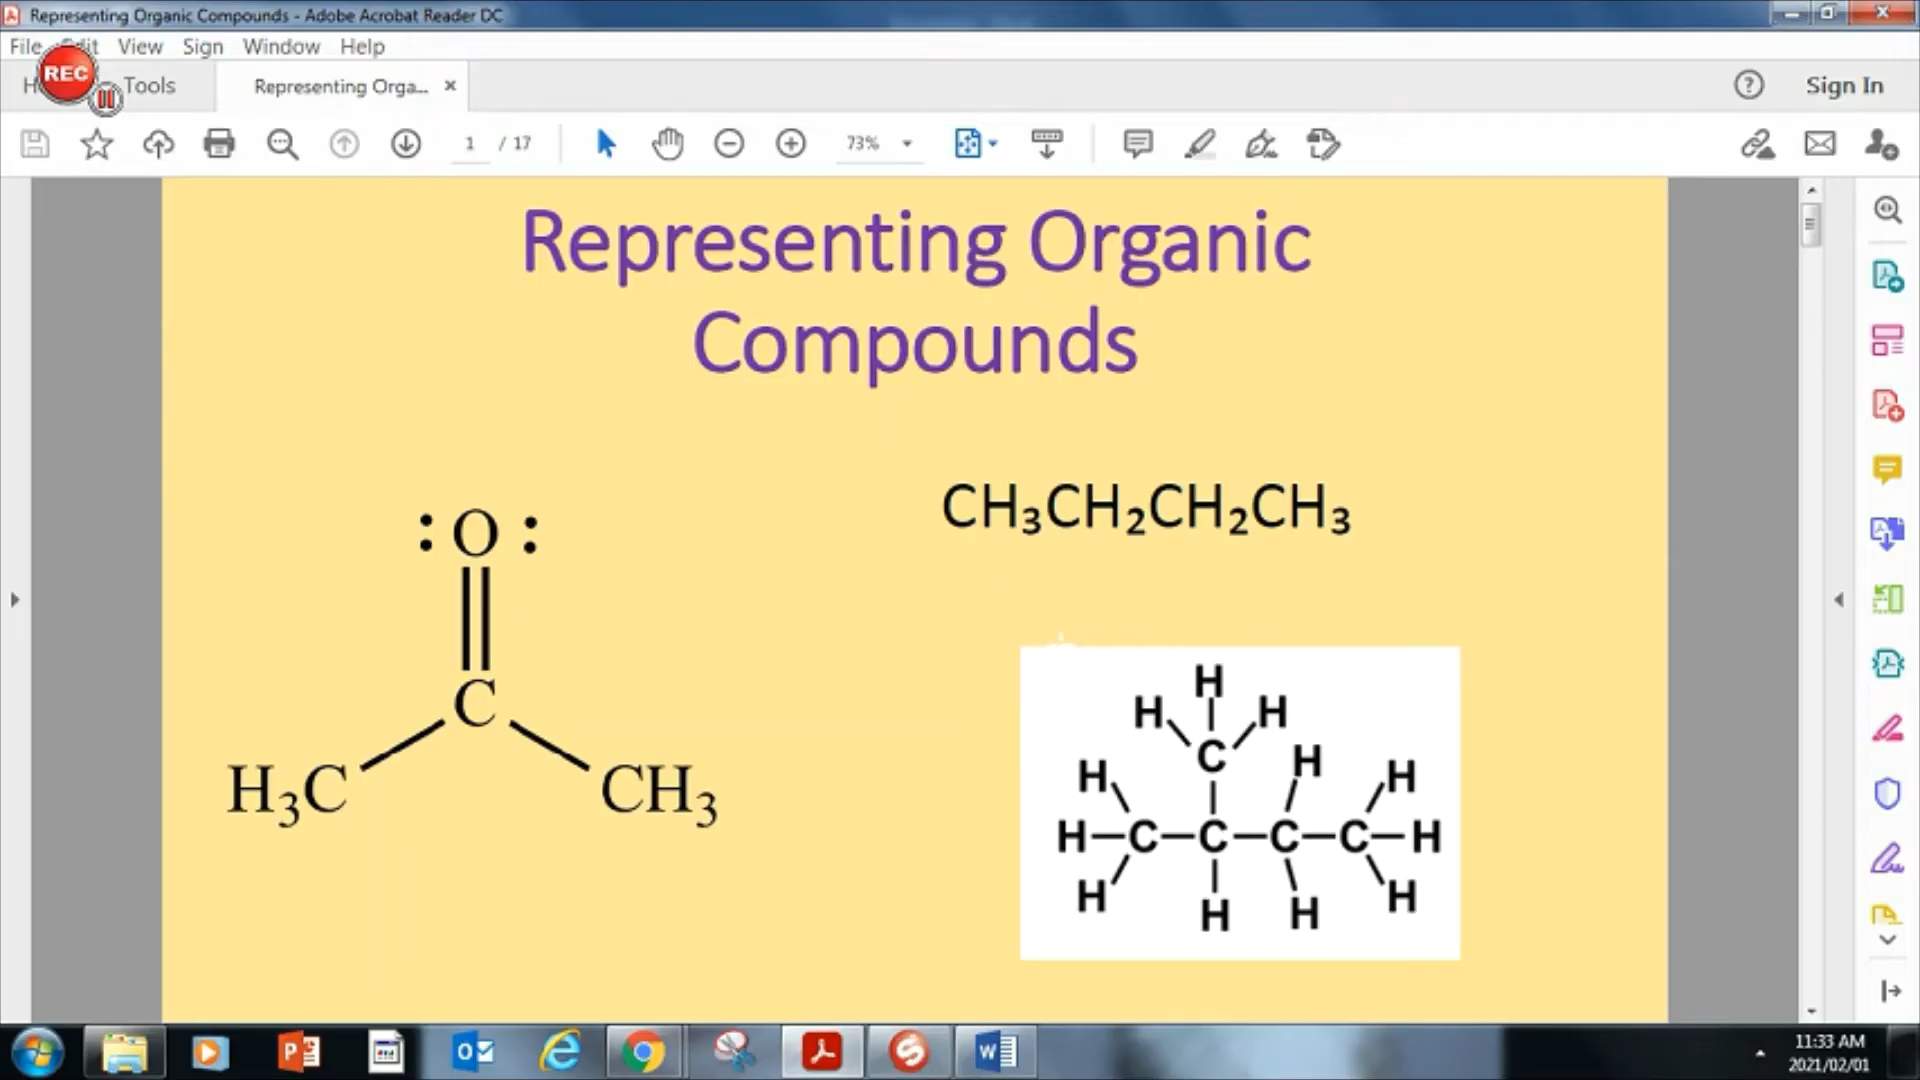 Representing Organic Compounds - Adobe Acrobat Reader DC
File Edit View Sign Window Help
REC
Tools
Representing Orga...
Sign In
1 / 17
73%
Representing Organic
Compounds
CH₃CH₂CH₂CH₃
:O:
C
H₃C CH₃
H
H H
C
H H H
H C C C C H
H H H H
11:33 AM
2021/02/01